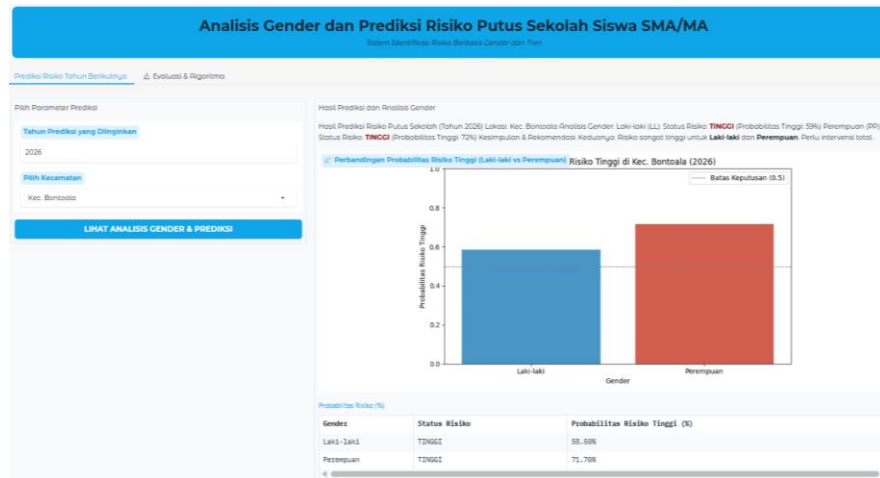 Analisis Gender dan Prediksi Risiko Putus Sekolah Siswa SMA/MA
Sistem Identifikasi Risiko Berbasis Gender dan Tren
Prediksi Risiko Tahun Berikutnya
Evaluasi & Algoritma
Pilih Parameter Prediksi
Tahun Prediksi yang Diinginkan
2026
Pilih Kecamatan
Kec. Bontoala
LIHAT ANALISIS GENDER & PREDIKSI
Hasil Prediksi dan Analisis Gender
Hasil Prediksi Risiko Putus Sekolah (Tahun 2026) Lokasi: Kec. Bontoala Analisis Gender: Laki-laki (LL): Status Risiko: TINGGI (Probabilitas Tinggi: 59%) Perempuan (PP):
Status Risiko: TINGGI (Probabilitas Tinggi: 72%) Kesimpulan & Rekomendasi: Keduanya: Risiko sangat tinggi untuk Laki-laki dan Perempuan. Perlu intervensi total.
Perbandingan Probabilitas Risiko Tinggi (Laki-laki vs Perempuan)
Risiko Tinggi di Kec. Bontoala (2026)
Batas Keputusan (0.5)
1.0
0.8
0.6
0.4
0.2
0.0
Probabilitas Risiko Tinggi
Laki-laki
Perempuan
Gender
Probabilitas Risiko (%)
Gender Status Risiko Probabilitas Risiko Tinggi (%)
Laki-laki TINGGI 58.50%
Perempuan TINGGI 71.70%